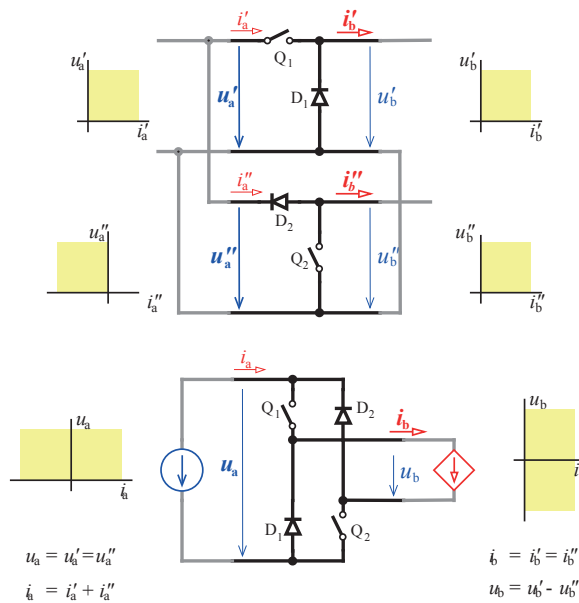 i′a i′b
u′a Q1 u′b
D1
u′a u′b
i′a i′b
i″a i″b
u″a D2 u″b
u″a Q2 u″b
i″a i″b
ia
ub
ua Q1 D2 ib
ua ub i
ia D1 Q2
ua = u′a = u″a ib = i′b = i″b
ia = i′a + i″a ub = u′b - u″b